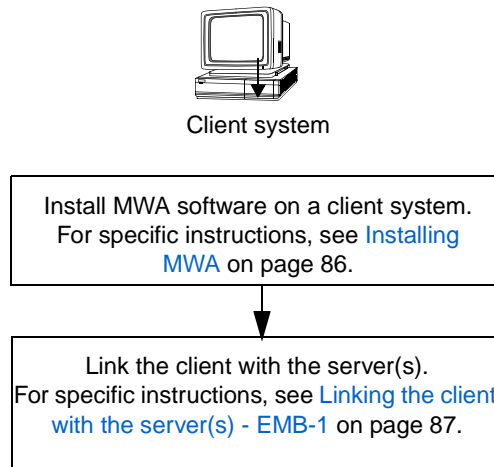 Client system
Install MWA software on a client system.
For specific instructions, see Installing
MWA on page 86.
Link the client with the server(s).
For specific instructions, see Linking the client
with the server(s) - EMB-1 on page 87.